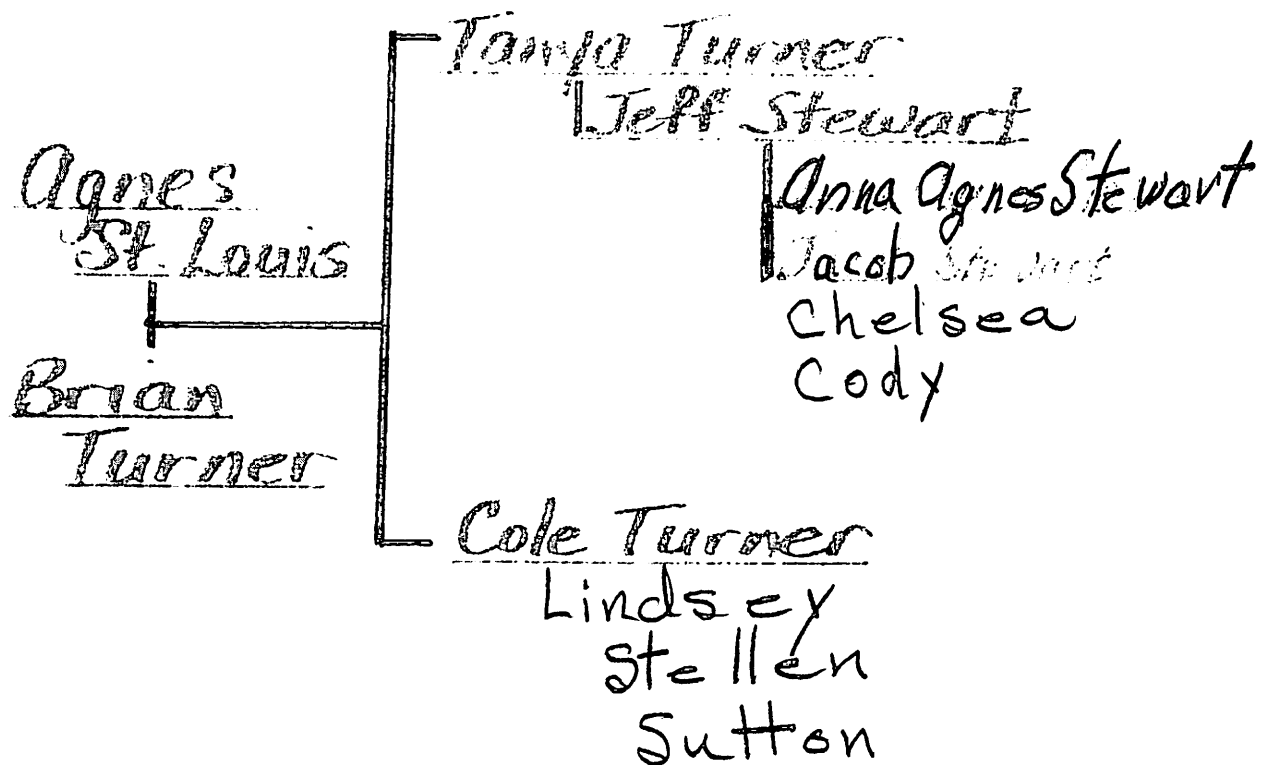 Agnes
St. Louis
Brian
Turner
Tanya Turner
Jeff Stewart
Anna Agnes Stewart
Jacob Stewart
Chelsea
Cody
Cole Turner
Lindsey
Stellen
Sutton